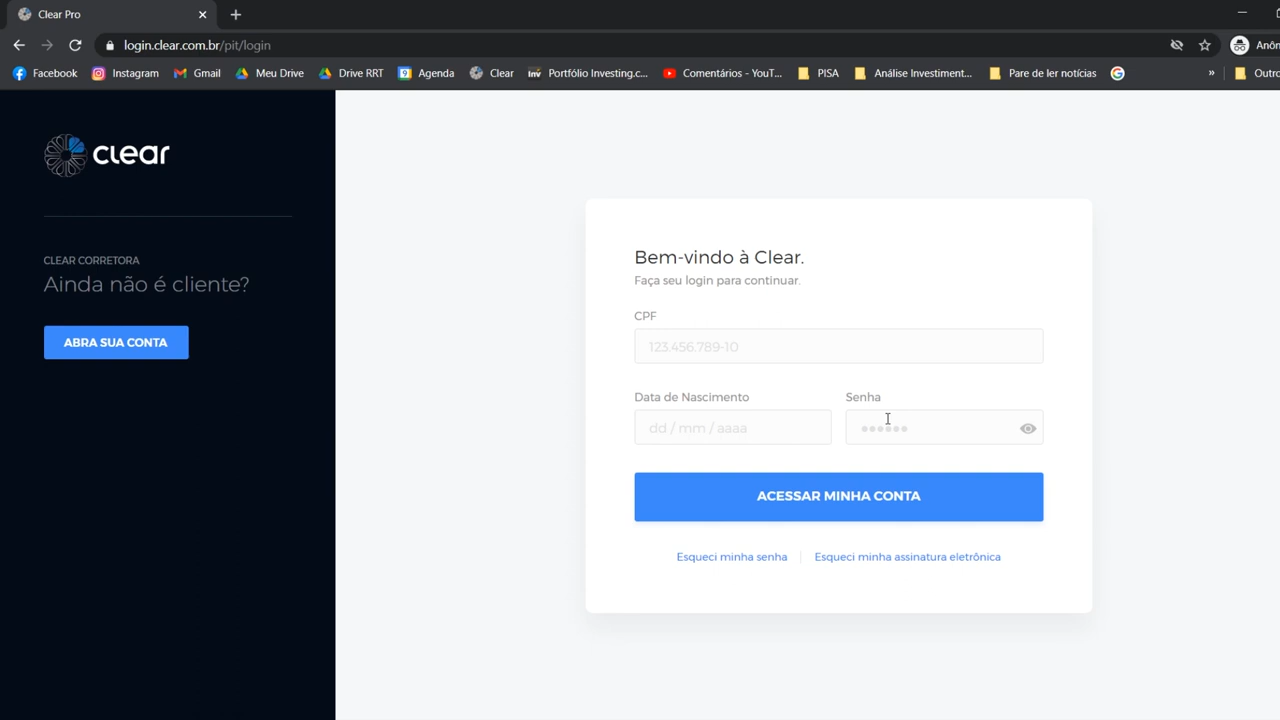 Clear Pro
login.clear.com.br/pit/login
Anôn
Facebook Instagram Gmail Meu Drive Drive RRT Agenda Clear inv Portfólio Investing.c... Comentários - YouT... PISA Análise Investiment... Pare de ler notícias » Outro
clear
CLEAR CORRETORA
Ainda não é cliente?
ABRA SUA CONTA
Bem-vindo à Clear.
Faça seu login para continuar.
CPF
123.456.789-10
Data de Nascimento Senha
dd / mm / aaaa
ACESSAR MINHA CONTA
Esqueci minha senha Esqueci minha assinatura eletrônica